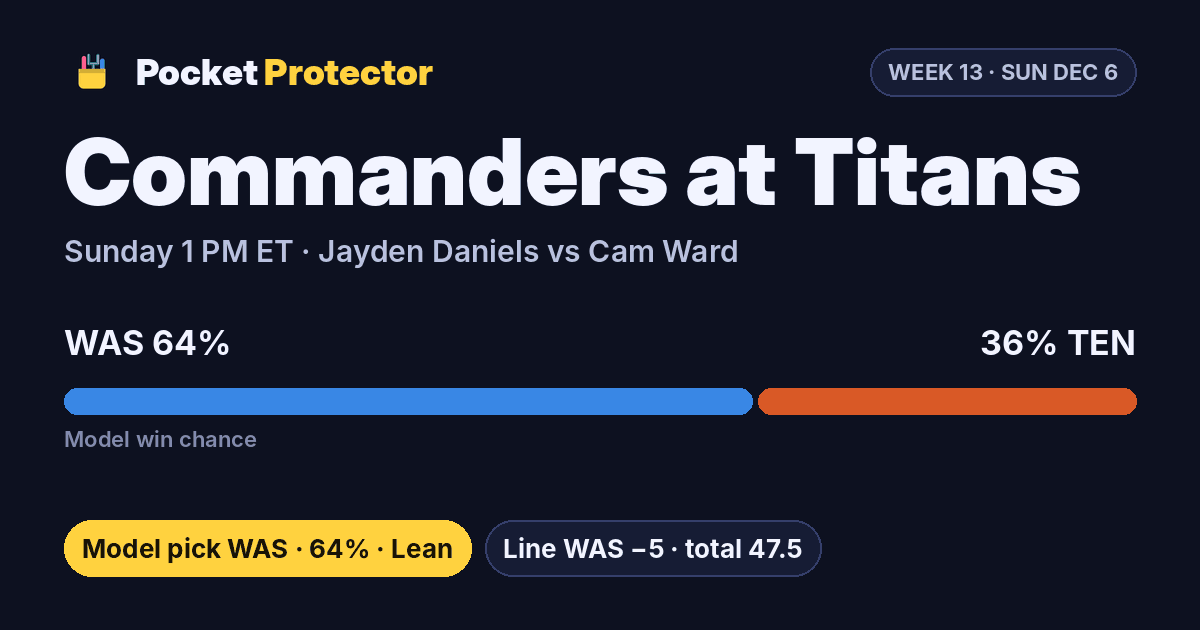 Pocket Protector
WEEK 13 · SUN DEC 6
Commanders at Titans
Sunday 1 PM ET · Jayden Daniels vs Cam Ward
WAS 64%
36% TEN
Model win chance
Model pick WAS · 64% · Lean
Line WAS −5 · total 47.5